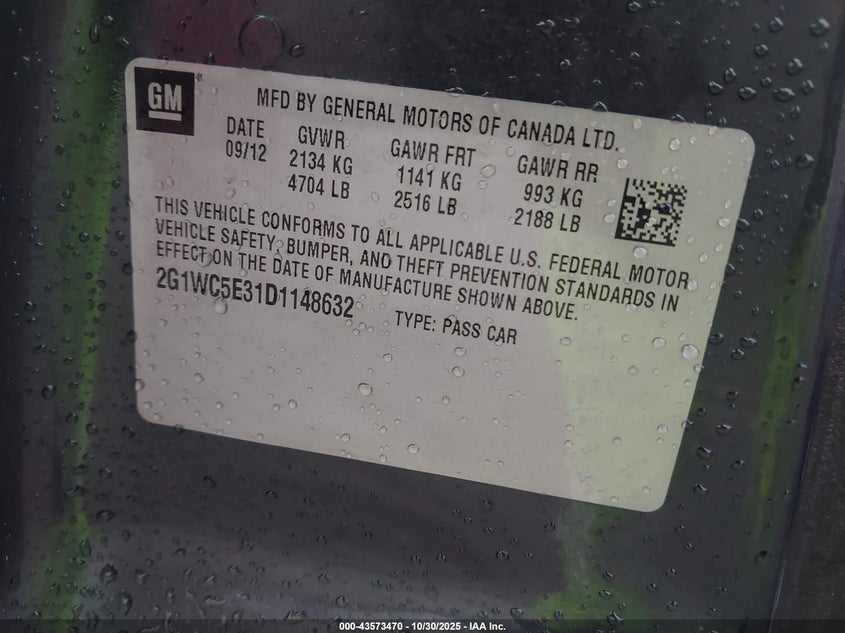 GM
MFD BY GENERAL MOTORS OF CANADA LTD.
DATE GVWR GAWR FRT GAWR RR
09/12 2134 KG 1141 KG 993 KG
4704 LB 2516 LB 2188 LB
THIS VEHICLE CONFORMS TO ALL APPLICABLE U.S. FEDERAL MOTOR
VEHICLE SAFETY, BUMPER, AND THEFT PREVENTION STANDARDS IN
EFFECT ON THE DATE OF MANUFACTURE SHOWN ABOVE.
2G1WC5E31D1148632 TYPE: PASS CAR
000-43573470 - 10/30/2025 - IAA Inc.